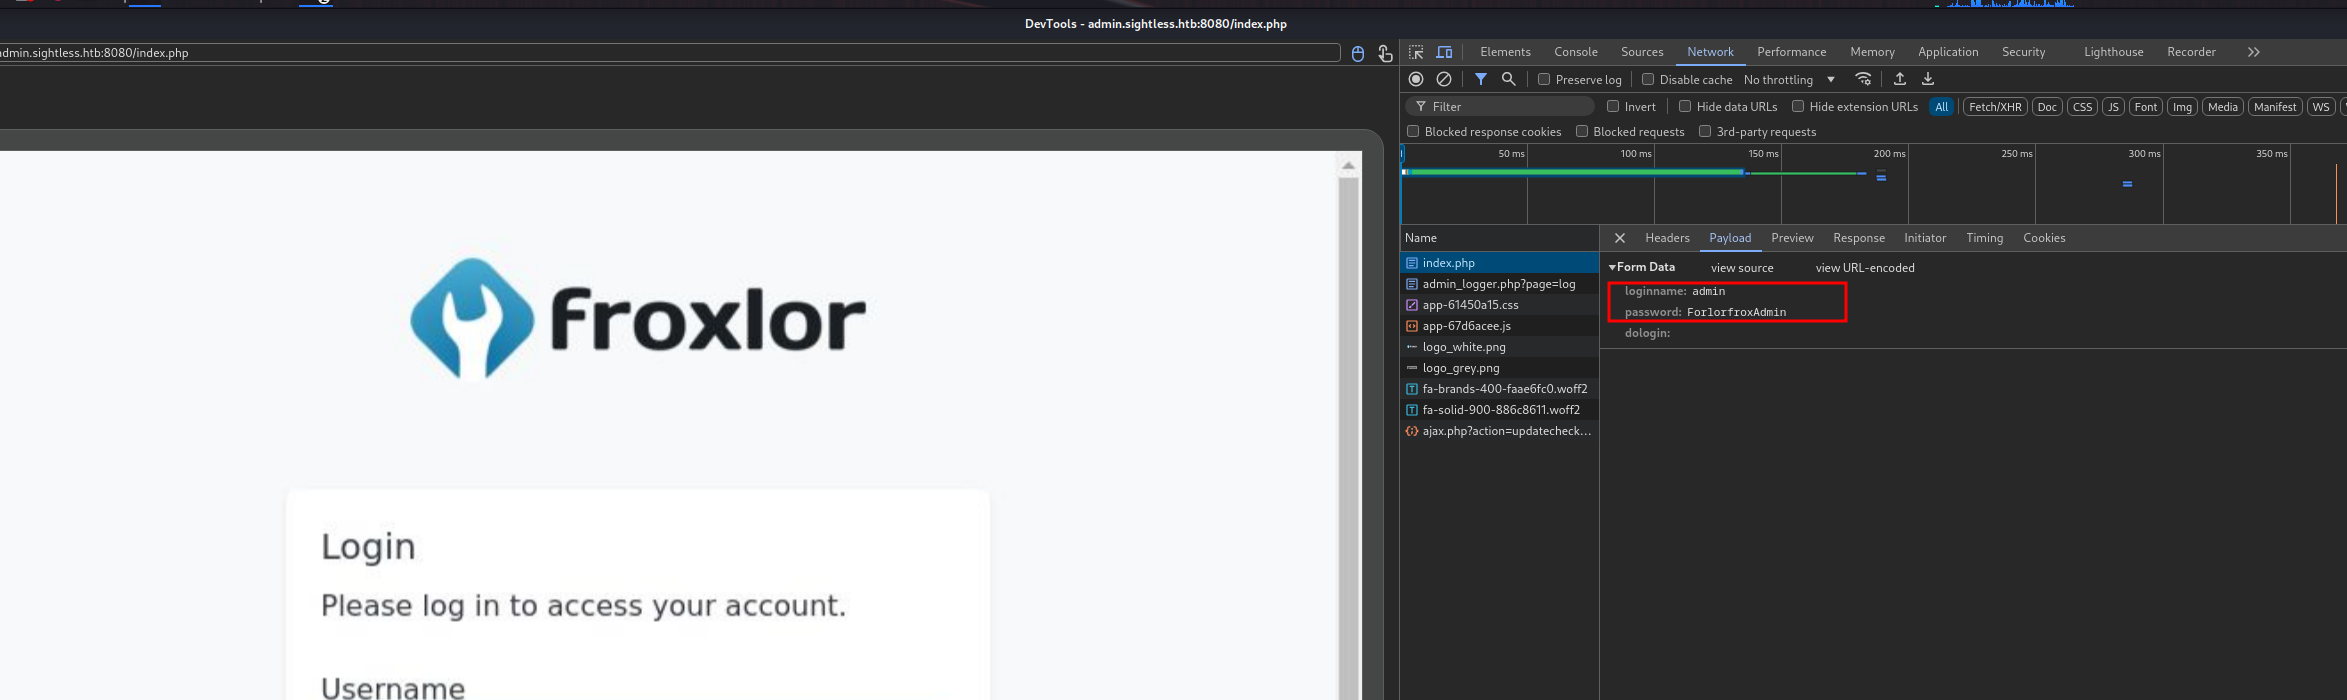 DevTools - admin.sightless.htb:8080/index.php
dmin.sightless.htb:8080/index.php
Elements Console Sources Network Performance Memory Application Security Lighthouse Recorder
Preserve log Disable cache No throttling
Filter Invert Hide data URLs Hide extension URLs All Fetch/XHR Doc CSS JS Font Img Media Manifest WS
Blocked response cookies Blocked requests 3rd-party requests
50 ms 100 ms 150 ms 200 ms 250 ms 300 ms 350 ms
Name
index.php
admin_logger.php?page=log
app-61450a15.css
app-67d6acee.js
logo_white.png
logo_grey.png
fa-brands-400-faae6fc0.woff2
fa-solid-900-886c8611.woff2
ajax.php?action=updatecheck...
Headers Payload Preview Response Initiator Timing Cookies
Form Data view source view URL-encoded
loginname: admin
password: ForlorfroxAdmin
dologin:
froxlor
Login
Please log in to access your account.
Username